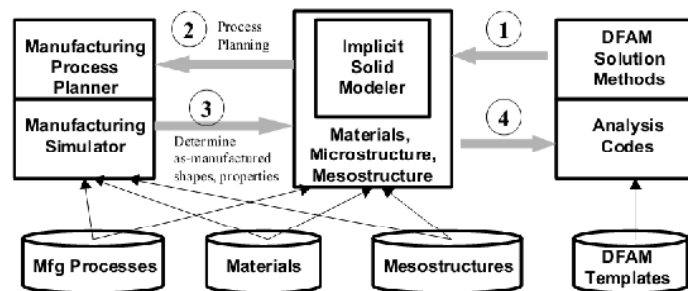 Manufacturing
Process
Planner
Manufacturing
Simulator
2
Process
Planning
3
Determine
as-manufactured
shapes, properties
Implicit
Solid
Modeler
Materials,
Microstructure,
Mesostructure
1
4
DFAM
Solution
Methods
Analysis
Codes
Mfg Processes
Materials
Mesostructures
DFAM
Templates